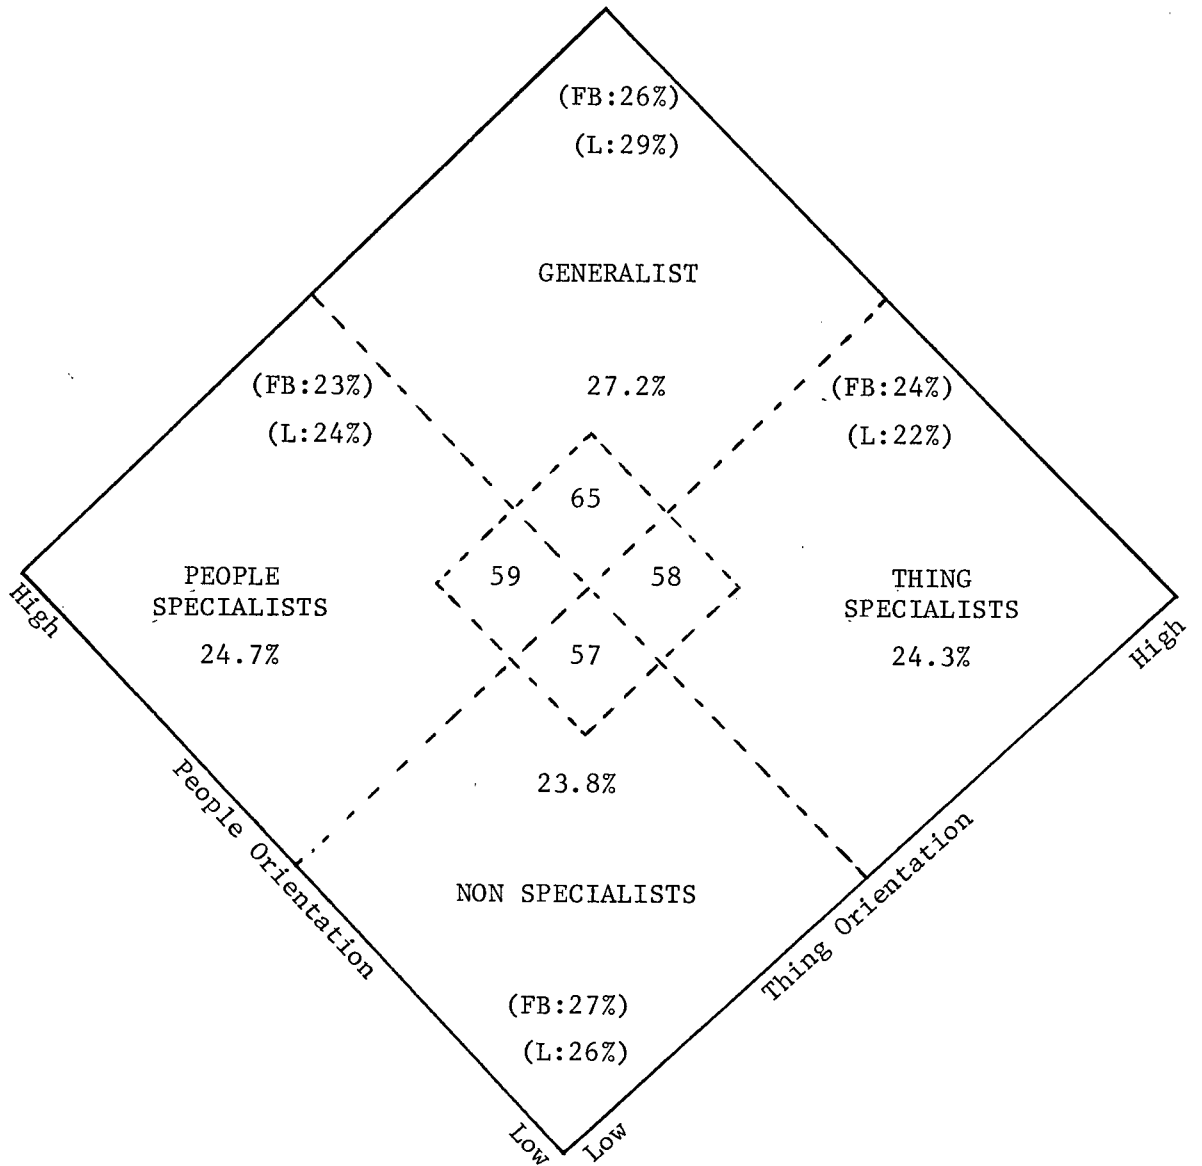 (FB:26%)
(L:29%)
GENERALIST
27.2%
(FB:23%)
(L:24%)
(FB:24%)
(L:22%)
65
59
58
57
PEOPLE
SPECIALISTS
24.7%
THING
SPECIALISTS
24.3%
High
High
People Orientation
Thing Orientation
23.8%
NON SPECIALISTS
(FB:27%)
(L:26%)
Low
Low